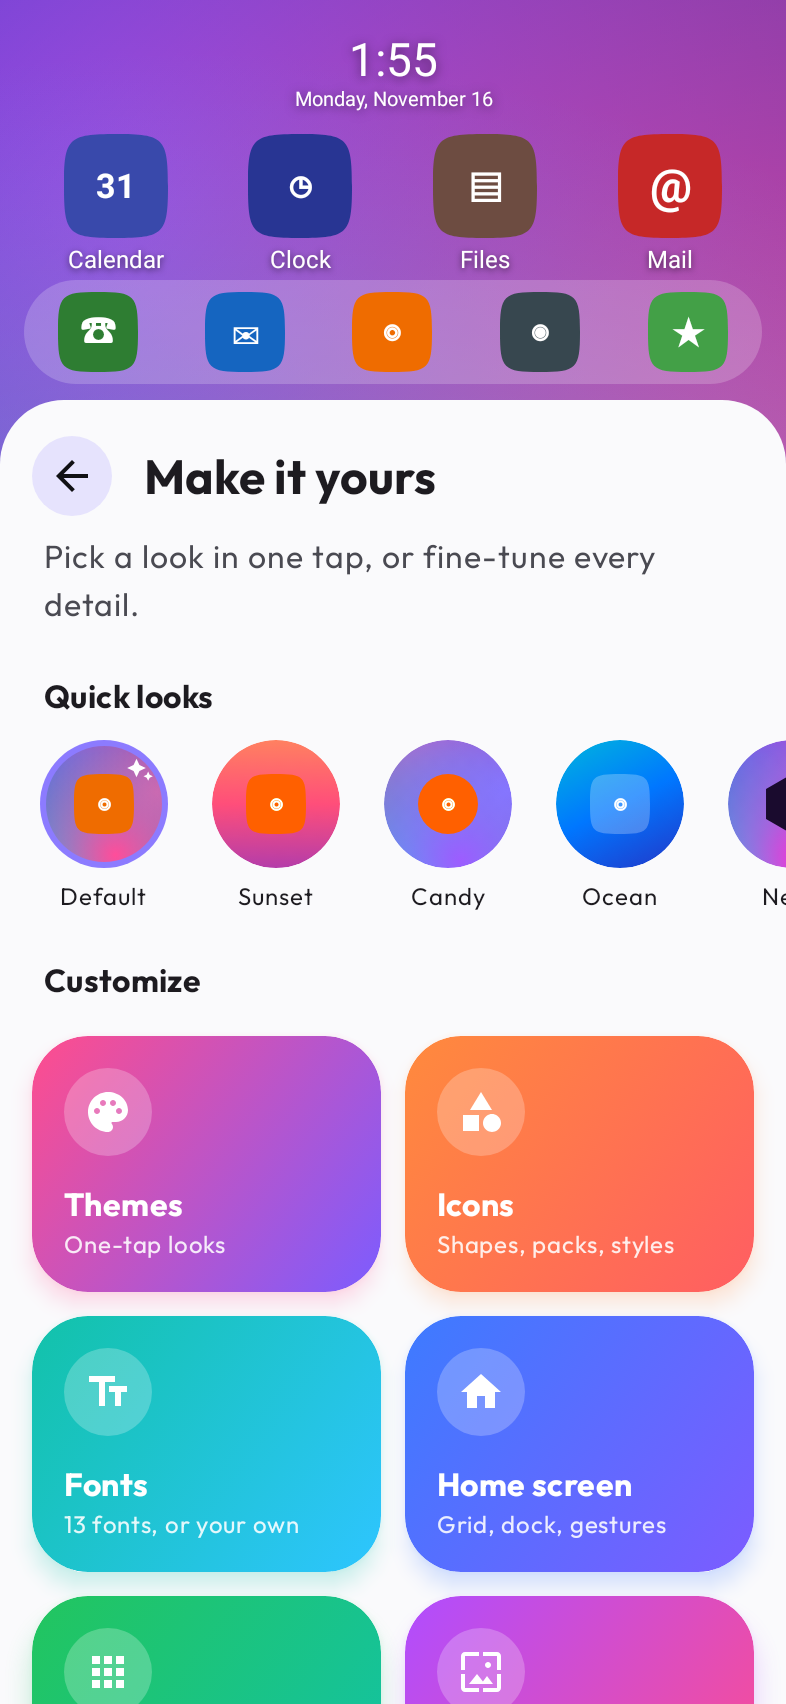 1:55
Monday, November 16
31
@
Calendar
Clock
Files
Mail
Make it yours
Pick a look in one tap, or fine-tune every
detail.
Quick looks
Default
Sunset
Candy
Ocean
Ne
Customize
Themes
One-tap looks
Icons
Shapes, packs, styles
Fonts
13 fonts, or your own
Home screen
Grid, dock, gestures